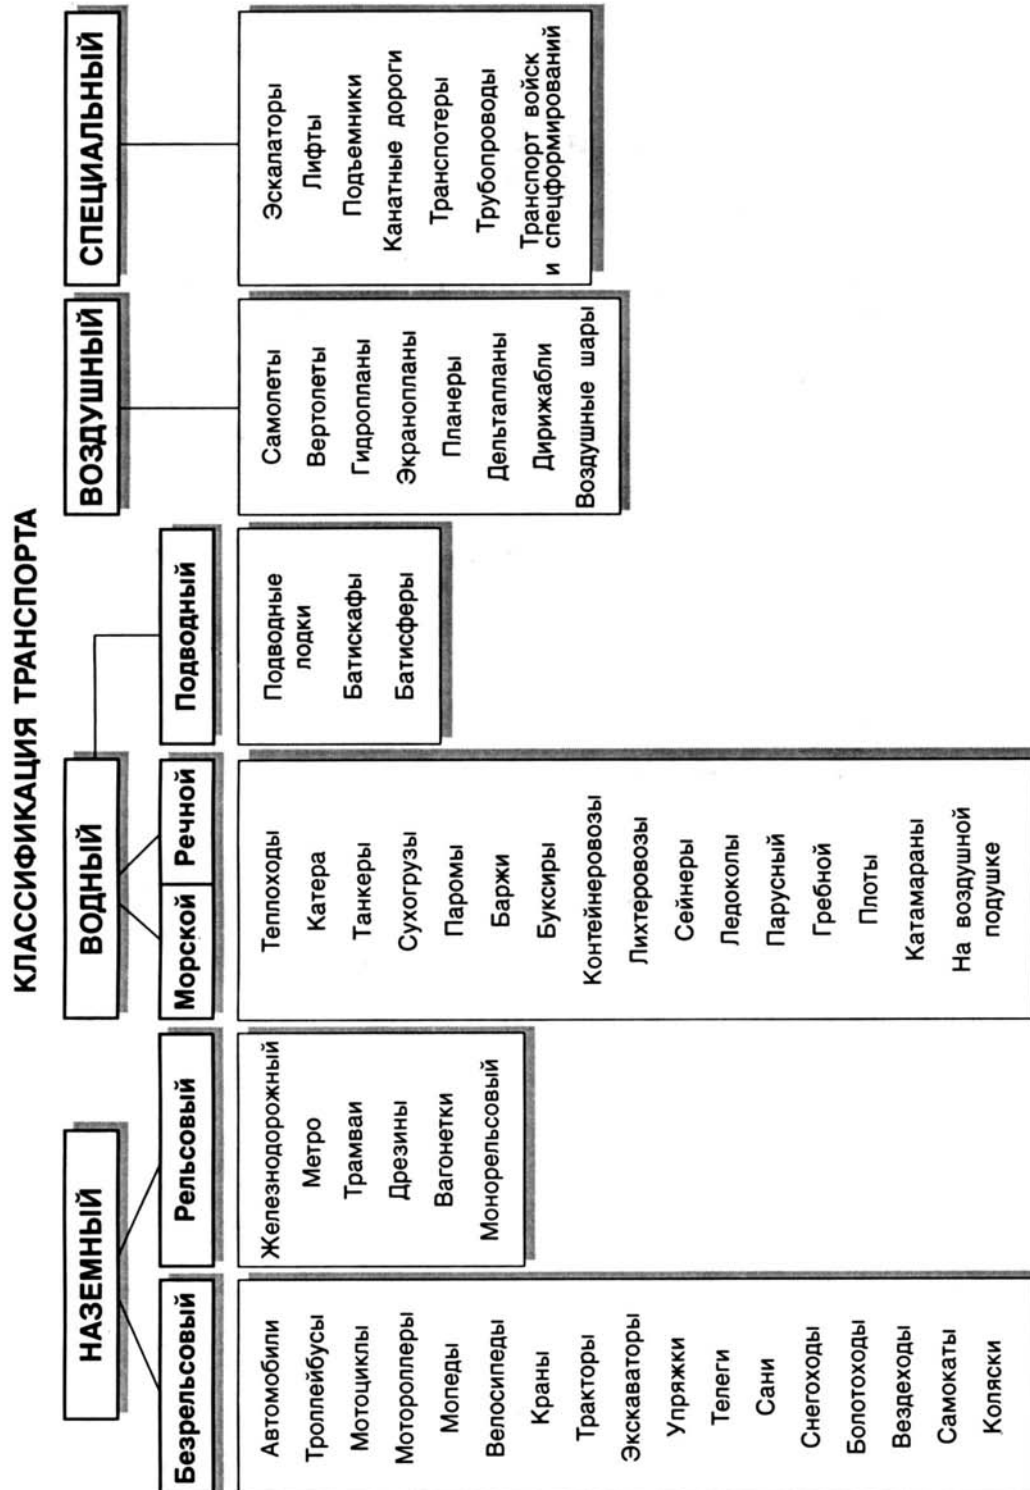 КЛАССИФИКАЦИЯ ТРАНСПОРТА
НАЗЕМНЫЙ
Безрельсовый
Автомобили
Троллейбусы
Мотоциклы
Мотороллеры
Мопеды
Велосипеды
Краны
Тракторы
Экскаваторы
Упряжки
Телеги
Сани
Снегоходы
Болотоходы
Вездеходы
Самокаты
Коляски
Рельсовый
Железнодорожный
Метро
Трамваи
Дрезины
Вагонетки
Монорельсовый
ВОДНЫЙ
Морской
Речной
Теплоходы
Катера
Танкеры
Сухогрузы
Паромы
Баржи
Буксиры
Контейнеровозы
Лихтеровозы
Сейнеры
Ледоколы
Парусный
Гребной
Плоты
Катамараны
На воздушной
подушке
Подводный
Подводные
лодки
Батискафы
Батисферы
ВОЗДУШНЫЙ
Самолеты
Вертолеты
Гидропланы
Экранопланы
Планеры
Дельтапланы
Дирижабли
Воздушные шары
СПЕЦИАЛЬНЫЙ
Эскалаторы
Лифты
Подъемники
Канатные дороги
Транспотеры
Трубопроводы
Транспорт войск
и спецформирований